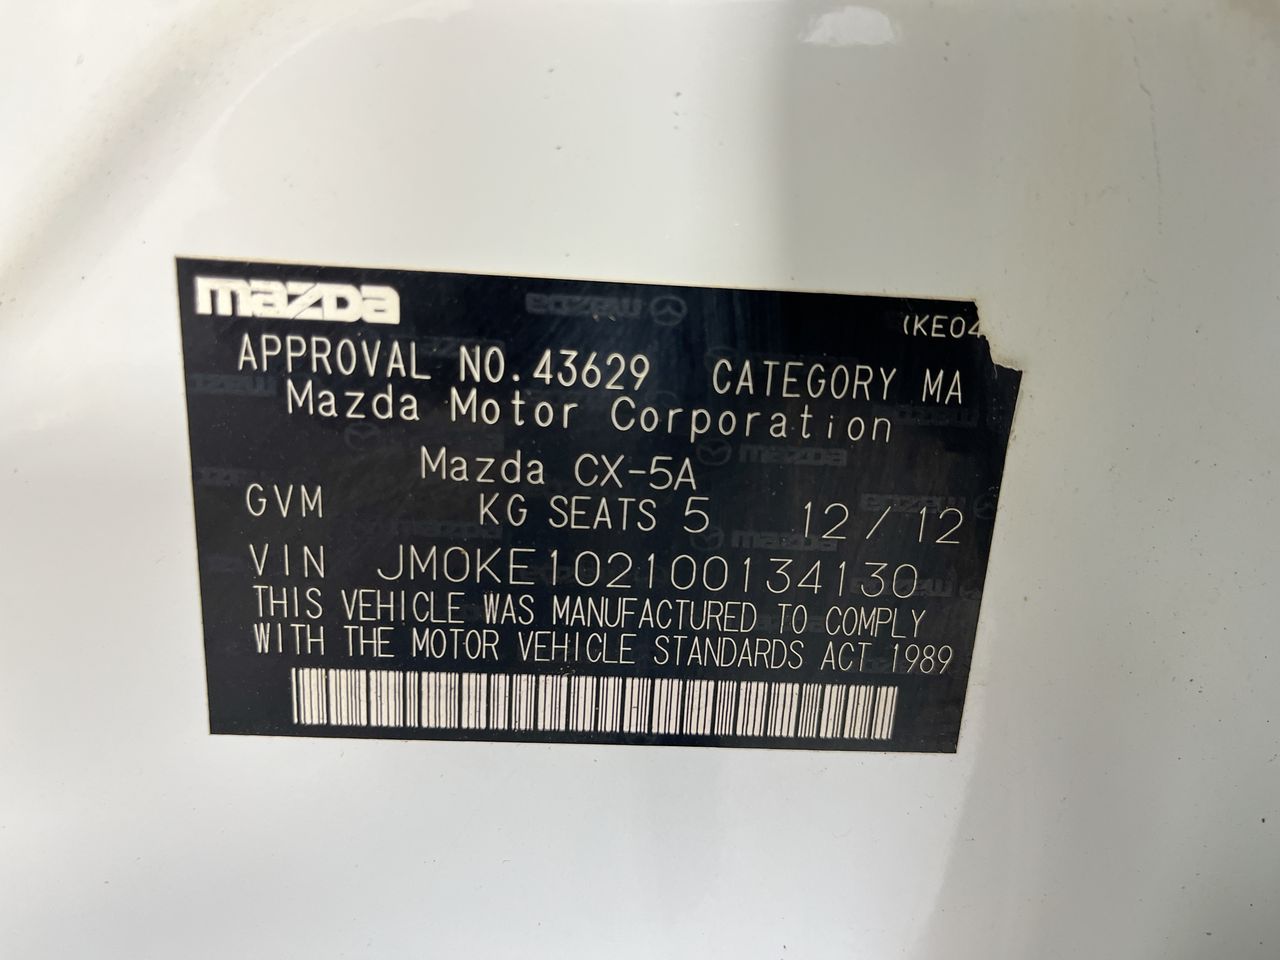 mazda
(KE04
APPROVAL NO.43629 CATEGORY MA
Mazda Motor Corporation
Mazda CX-5A
GVM KG SEATS 5 12/12
VIN JM0KE102100134130
THIS VEHICLE WAS MANUFACTURED TO COMPLY
WITH THE MOTOR VEHICLE STANDARDS ACT 1989